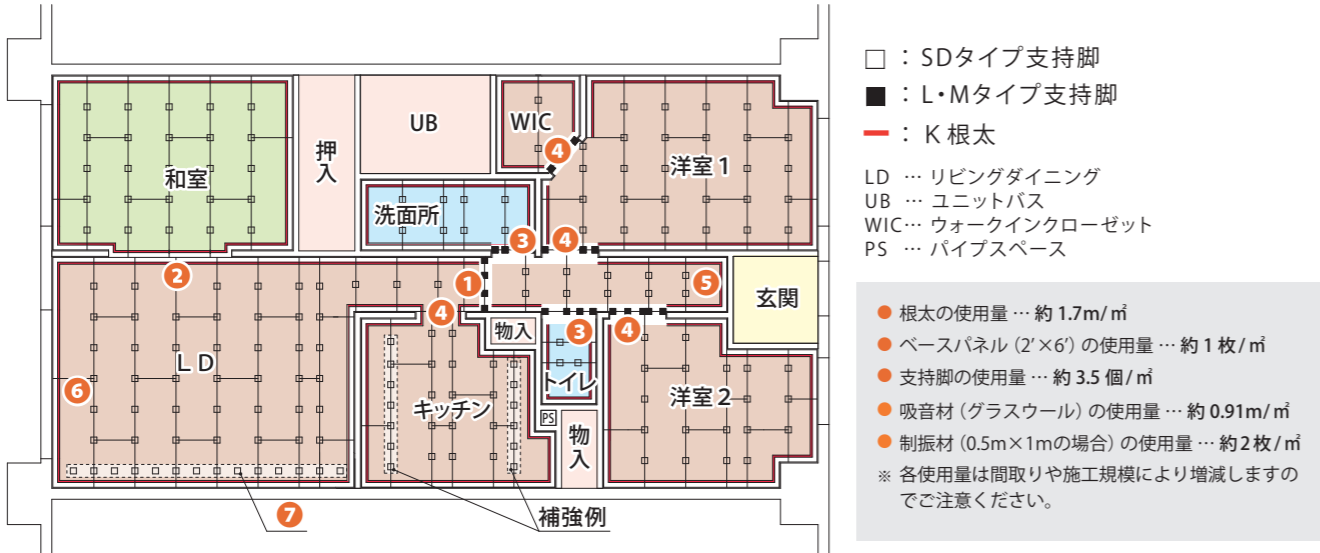 UB
WIC
④
押入
和室
洋室1
洗面所
③
④
②
①
⑤
玄関
④
物入
③
④
LD
⑥
トイレ
洋室2
キッチン
PS
物入
⑦
補強例
□ : SDタイプ支持脚
■ : L・Mタイプ支持脚
━ : K根太
LD … リビングダイニング
UB … ユニットバス
WIC… ウォークインクローゼット
PS … パイプスペース
● 根太の使用量 … 約 1.7m/㎡
● ベースパネル(2'×6')の使用量 … 約 1 枚/㎡
● 支持脚の使用量 … 約 3.5 個/㎡
● 吸音材(グラスウール)の使用量 … 約 0.91m/㎡
● 制振材(0.5m×1mの場合)の使用量 … 約2枚/㎡
※ 各使用量は間取りや施工規模により増減しますの
でご注意ください。